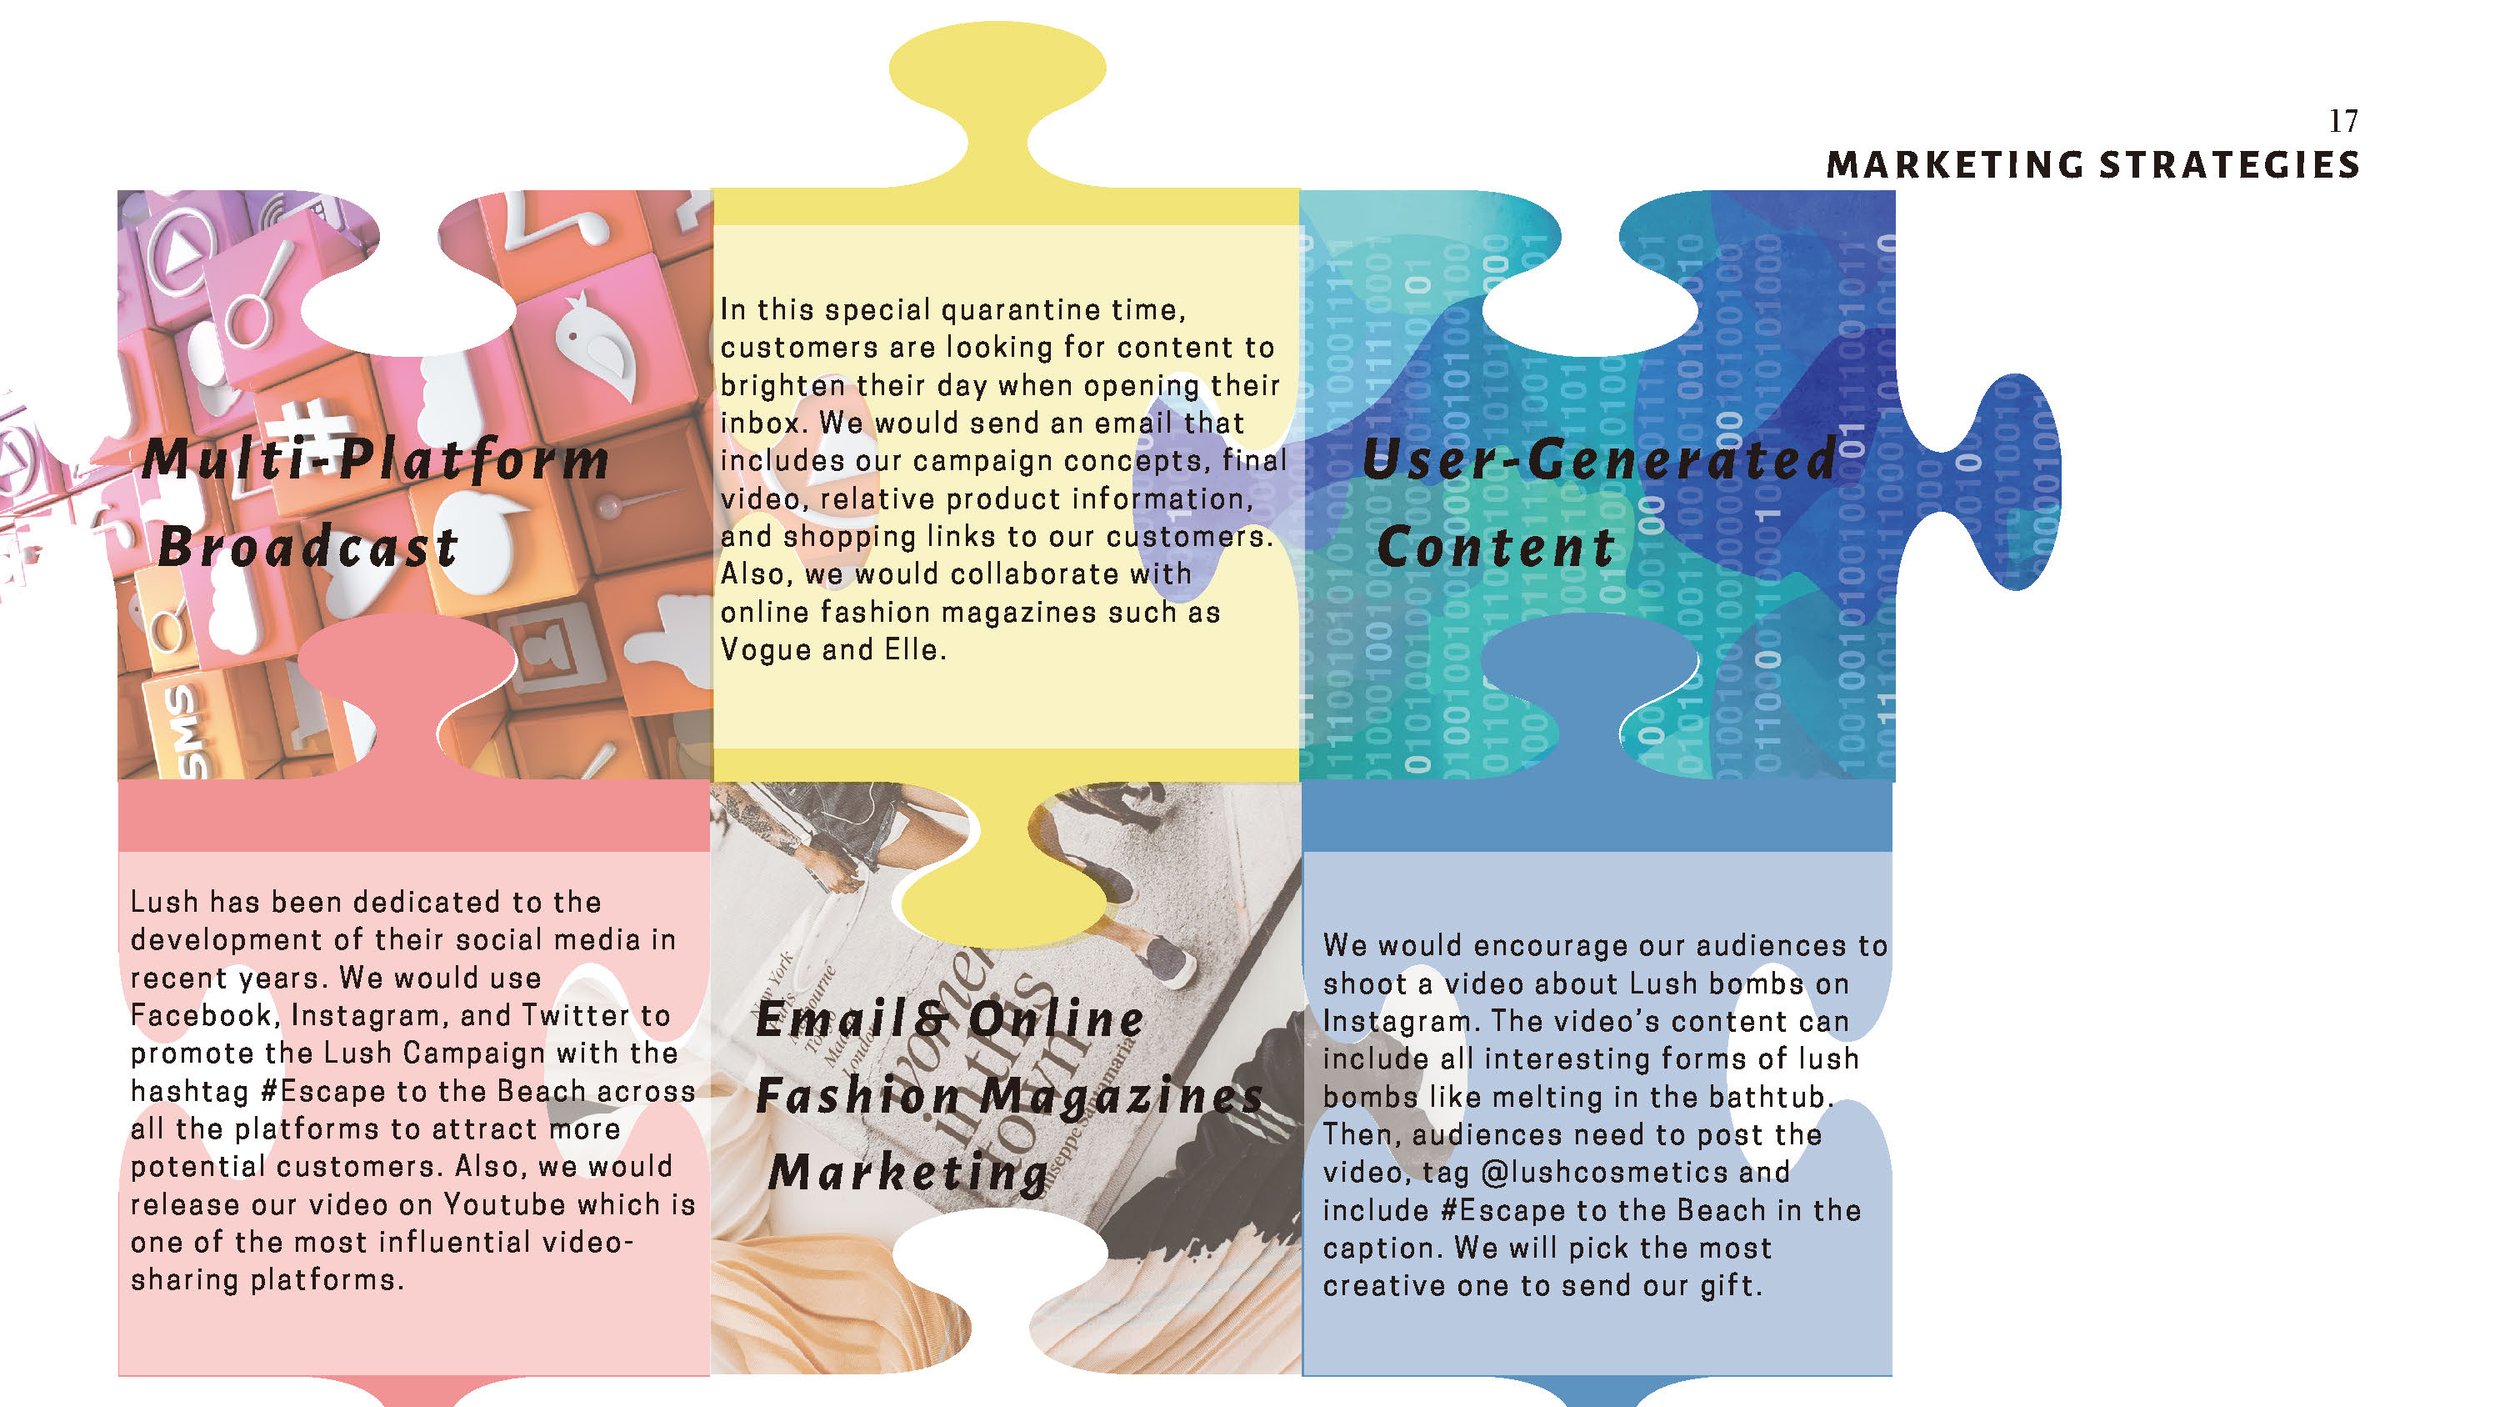 17
MARKETING STRATEGIES
Multi-Platform
Broadcast
SMS
Lush has been dedicated to the
development of their social media in
recent years. We would use
Facebook, Instagram, and Twitter to
promote the Lush Campaign with the
hashtag #Escape to the Beach across
all the platforms to attract more
potential customers. Also, we would
release our video on Youtube which is
one of the most influential video-
sharing platforms.
In this special quarantine time,
customers are looking for content to
brighten their day when opening their
inbox. We would send an email that
includes our campaign concepts, final
video, relative product information,
and shopping links to our customers.
Also, we would collaborate with
online fashion magazines such as
Vogue and Elle.
Email& Online
Fashion Magazines
Marketing
New York
London
women
in this
town
User-Generated
Content
We would encourage our audiences to
shoot a video about Lush bombs on
Instagram. The video’s content can
include all interesting forms of lush
bombs like melting in the bathtub.
Then, audiences need to post the
video, tag @lushcosmetics and
include #Escape to the Beach in the
caption. We will pick the most
creative one to send our gift.